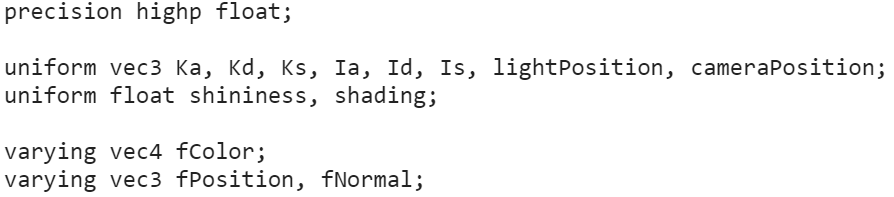 precision highp float;
uniform vec3 Ka, Kd, Ks, Ia, Id, Is, lightPosition, cameraPosition;
uniform float shininess, shading;
varying vec4 fColor;
varying vec3 fPosition, fNormal;